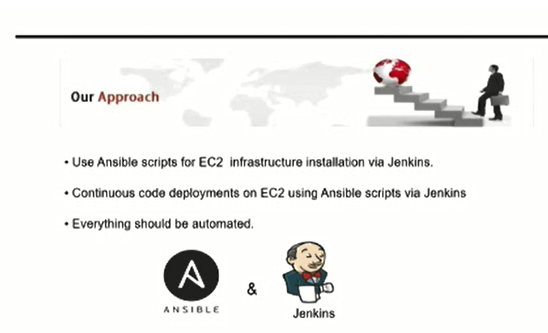 Our Approach
• Use Ansible scripts for EC2 infrastructure installation via Jenkins.
• Continuous code deployments on EC2 using Ansible scripts via Jenkins
• Everything should be automated.
A
&
ANSIBLE
Jenkins